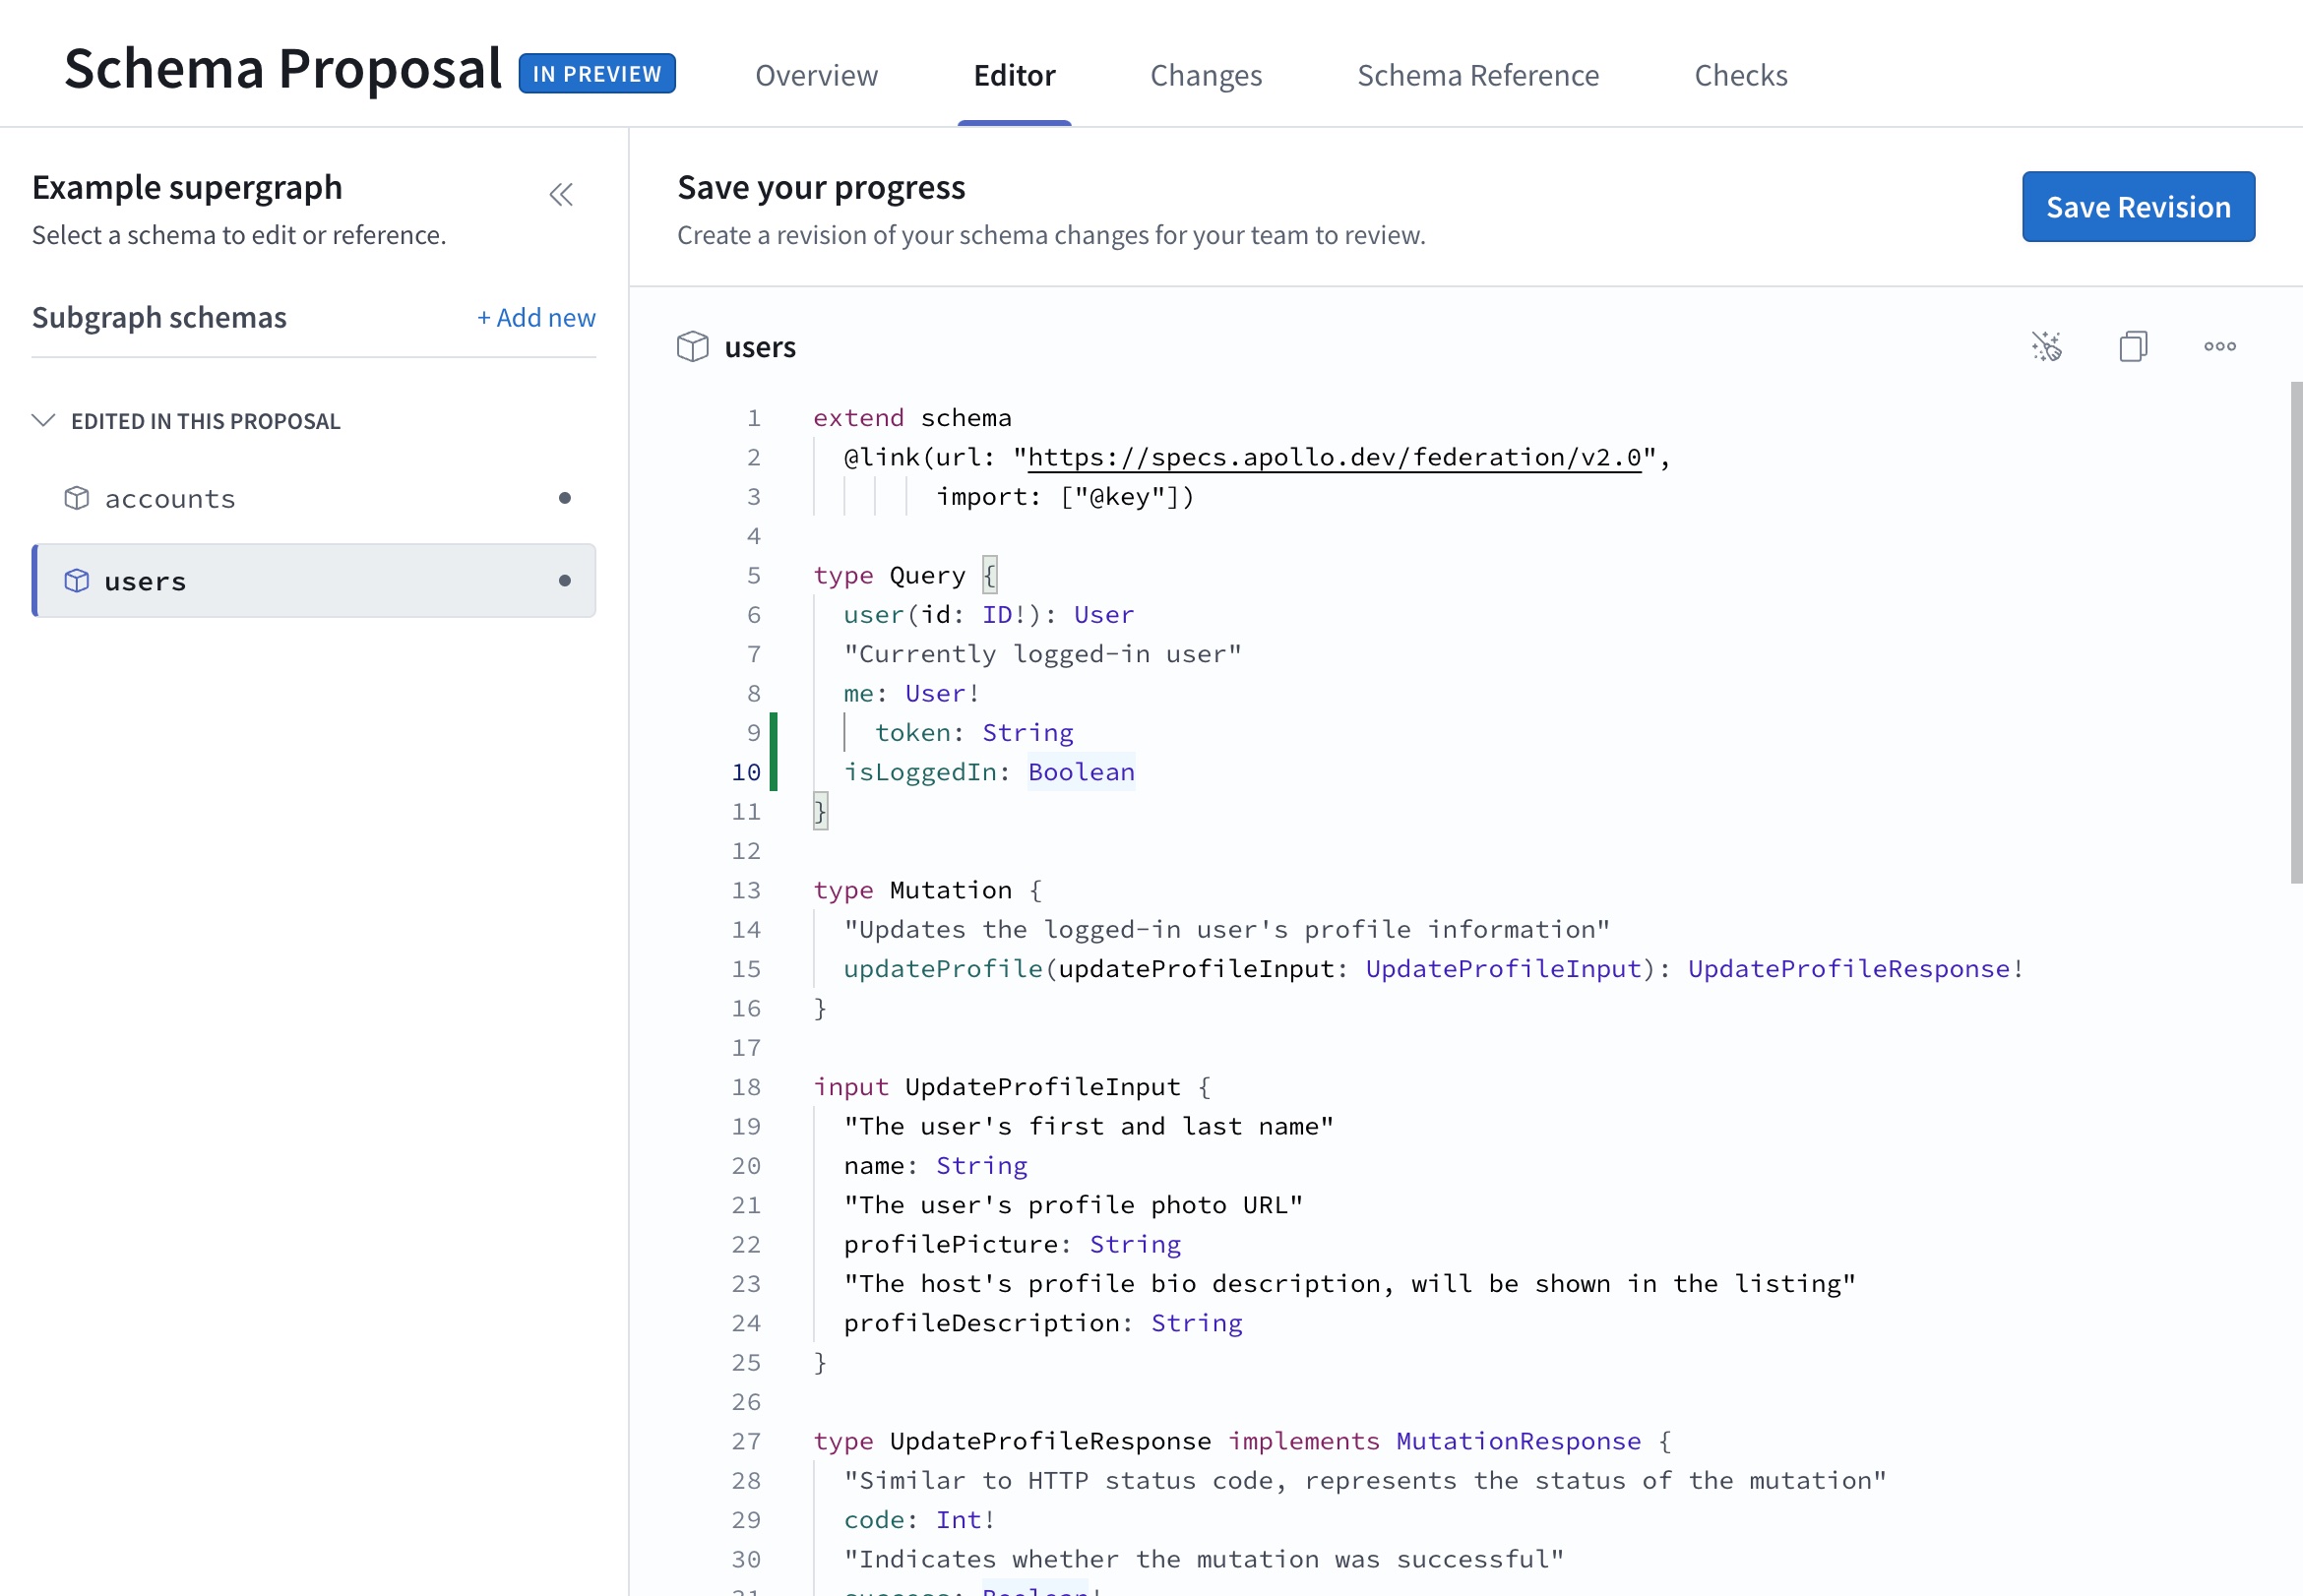 Schema Proposal IN PREVIEW Overview Editor Changes Schema Reference Checks
Example supergraph
Select a schema to edit or reference.
Subgraph schemas + Add new
EDITED IN THIS PROPOSAL
accounts
users
Save your progress
Create a revision of your schema changes for your team to review.
Save Revision
users
1 extend schema
2   @link(url: "https://specs.apollo.dev/federation/v2.0",
3         import: ["@key"])
4
5 type Query {
6   user(id: ID!): User
7   "Currently logged-in user"
8   me: User!
9     token: String
10   isLoggedIn: Boolean
11 }
12
13 type Mutation {
14   "Updates the logged-in user's profile information"
15   updateProfile(updateProfileInput: UpdateProfileInput): UpdateProfileResponse!
16 }
17
18 input UpdateProfileInput {
19   "The user's first and last name"
20   name: String
21   "The user's profile photo URL"
22   profilePicture: String
23   "The host's profile bio description, will be shown in the listing"
24   profileDescription: String
25 }
26
27 type UpdateProfileResponse implements MutationResponse {
28   "Similar to HTTP status code, represents the status of the mutation"
29   code: Int!
30   "Indicates whether the mutation was successful"
31   success: Boolean!